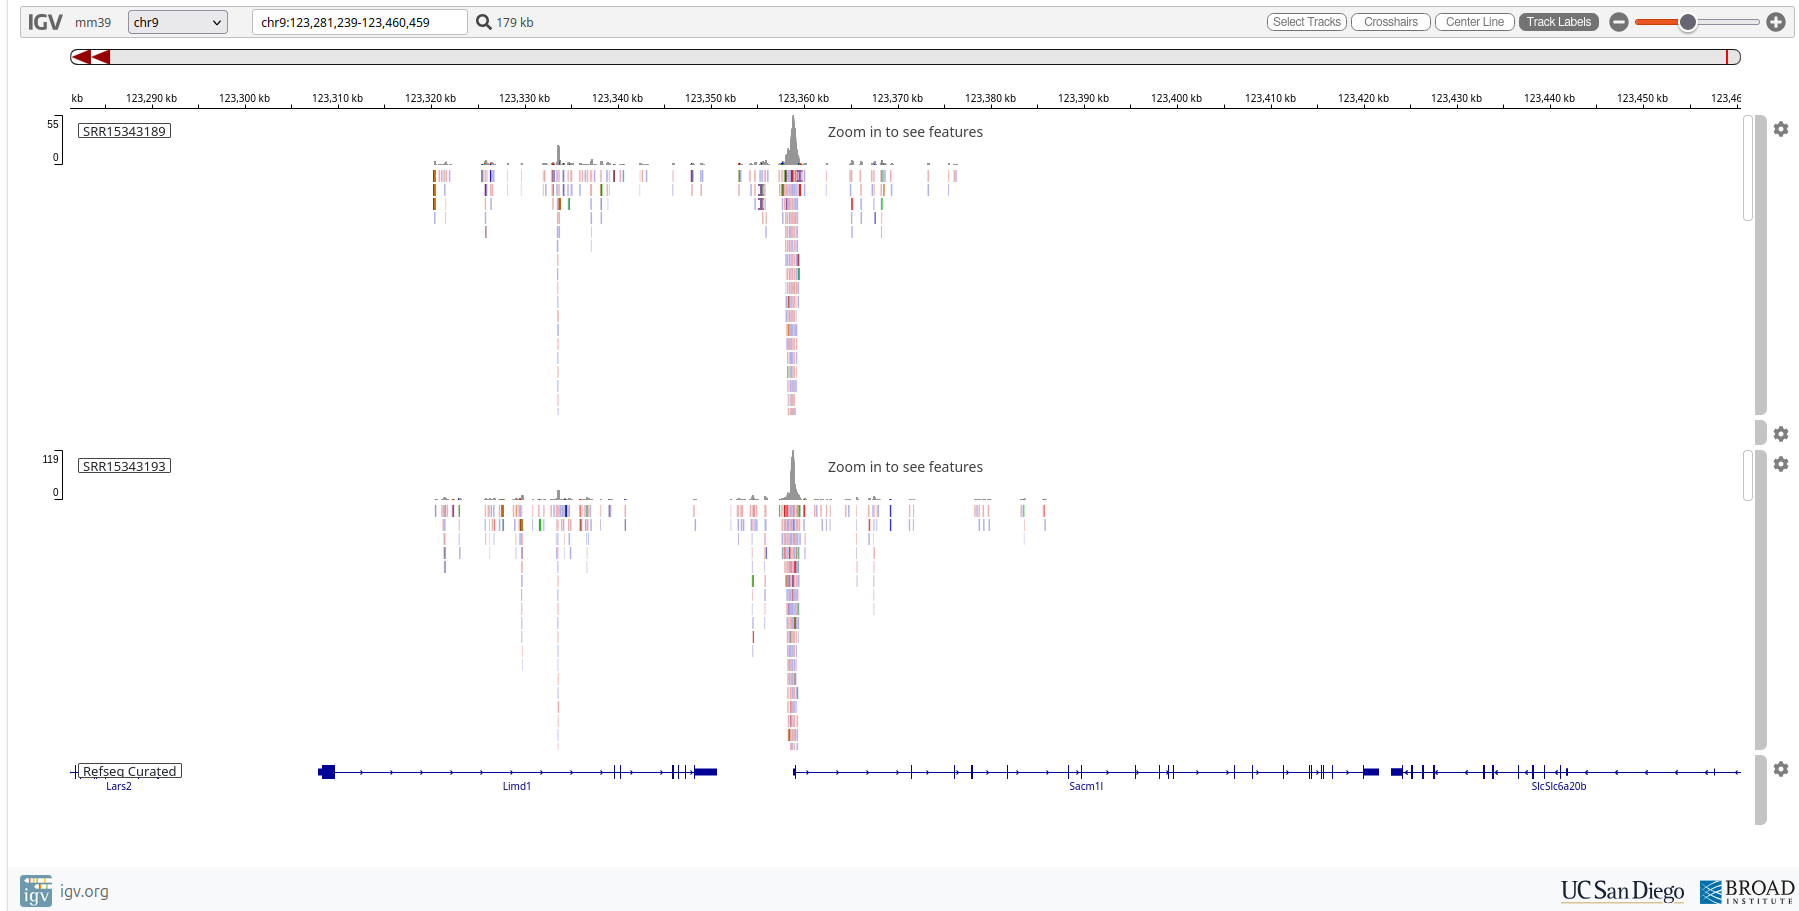 IGV mm39 chr9 chr9:123,281,239-123,460,459 179 kb Select Tracks Crosshairs Center Line Track Labels
kb 123,290 kb 123,300 kb 123,310 kb 123,320 kb 123,330 kb 123,340 kb 123,350 kb 123,360 kb 123,370 kb 123,380 kb 123,390 kb 123,400 kb 123,410 kb 123,420 kb 123,430 kb 123,440 kb 123,450 kb 123,46
55 SRR15343189 Zoom in to see features
0
119 SRR15343193 Zoom in to see features
0
Refseq Curated
Lars2 Limd1 Sacm1l SlcSlc6a20b
igv igv.org UC San Diego BROAD
INSTITUTE